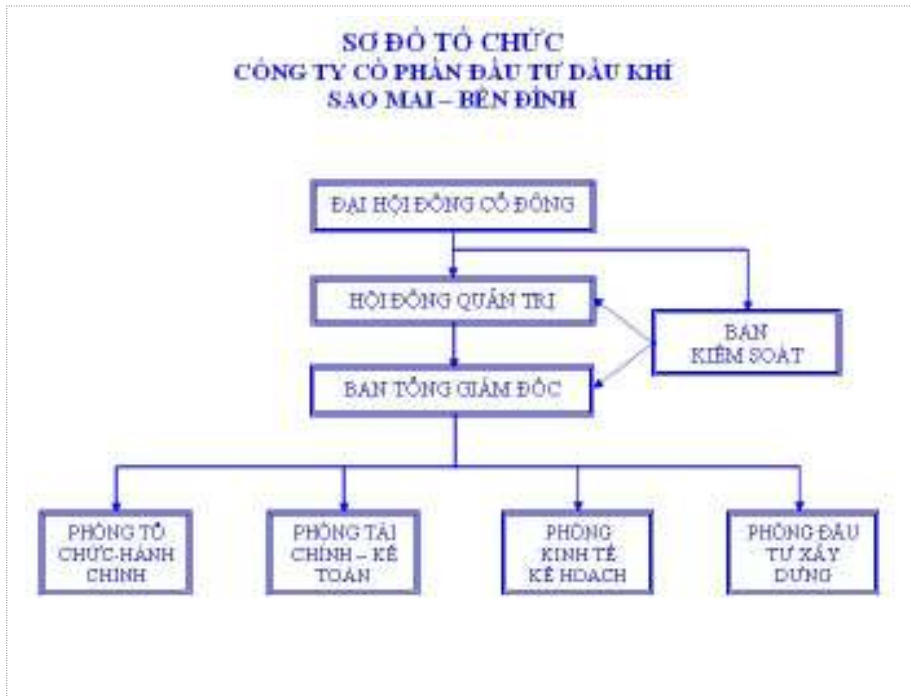 SƠ ĐỒ TỔ CHỨC
CÔNG TY CỔ PHẦN ĐẦU TƯ DẦU KHÍ
SAO MAI – BẾN ĐÌNH
ĐẠI HỘI ĐỒNG CỔ ĐÔNG
HỘI ĐỒNG QUẢN TRỊ
BAN
KIỂM SOÁT
BAN TỔNG GIÁM ĐỐC
PHÒNG TỔ
CHỨC-HÀNH
CHÍNH
PHÒNG TÀI
CHÍNH – KẾ
TOÁN
PHÒNG
KINH TẾ
KẾ HOẠCH
PHÒNG ĐẦU
TƯ XÂY
DỰNG